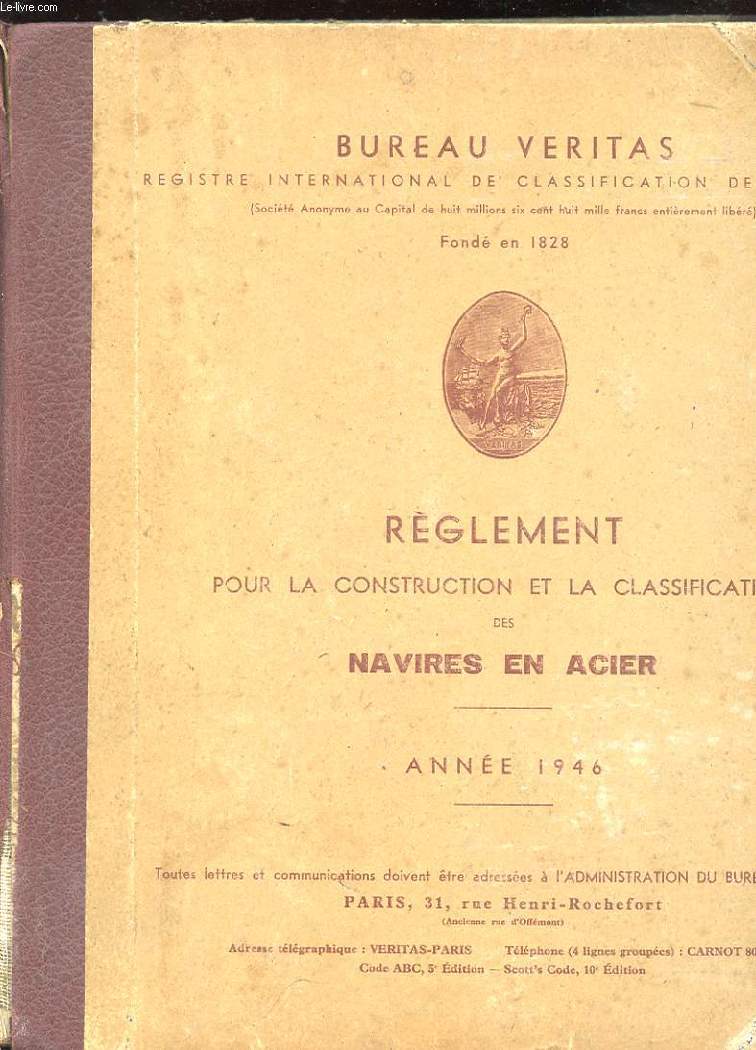 Le-livre.com
BUREAU VERITAS
REGISTRE INTERNATIONAL DE CLASSIFICATION DE
(Société Anonyme au Capital de huit millions six cent huit mille francs entièrement libéré)
Fondé en 1828
VERITAS
RÈGLEMENT
POUR LA CONSTRUCTION ET LA CLASSIFICATI
DES
NAVIRES EN ACIER
ANNÉE 1946
Toutes lettres et communications doivent être adressées à l'ADMINISTRATION DU BURE
PARIS, 31, rue Henri-Rochefort
(Ancienne rue d'Offémont)
Adresse télégraphique : VERITAS-PARIS Téléphone (4 lignes groupées) : CARNOT 80
Code ABC, 5e Édition — Scott's Code, 10e Édition